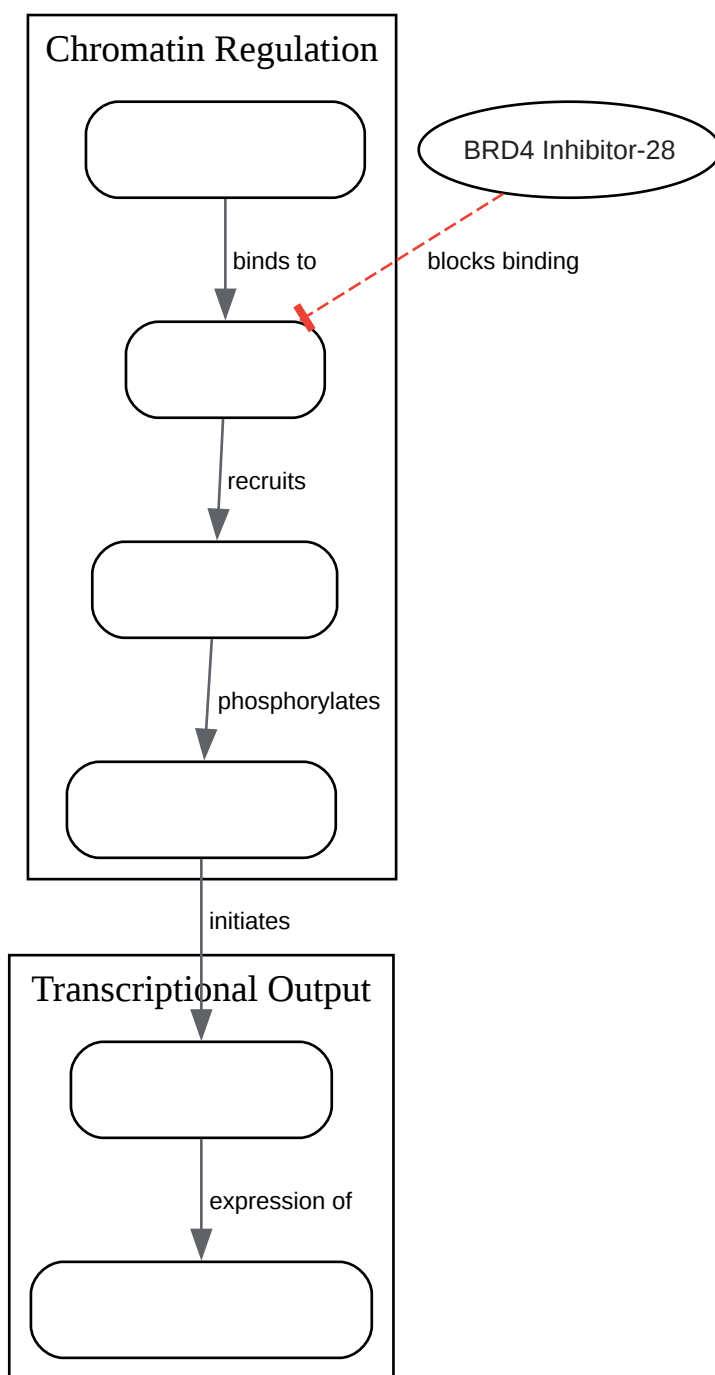 Chromatin Regulation
BRD4 Inhibitor-28
binds to
blocks binding
recruits
phosphorylates
initiates
Transcriptional Output
expression of